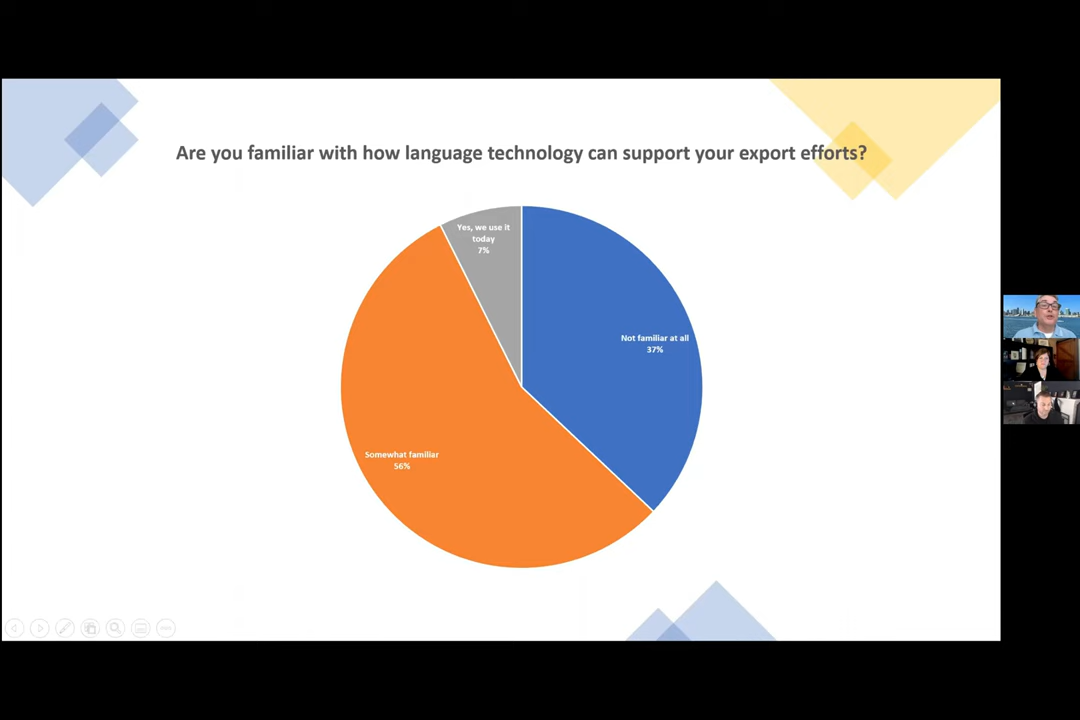 Are you familiar with how language technology can support your export efforts?
Yes, we use it
today
7%
Not familiar at all
37%
Somewhat familiar
56%